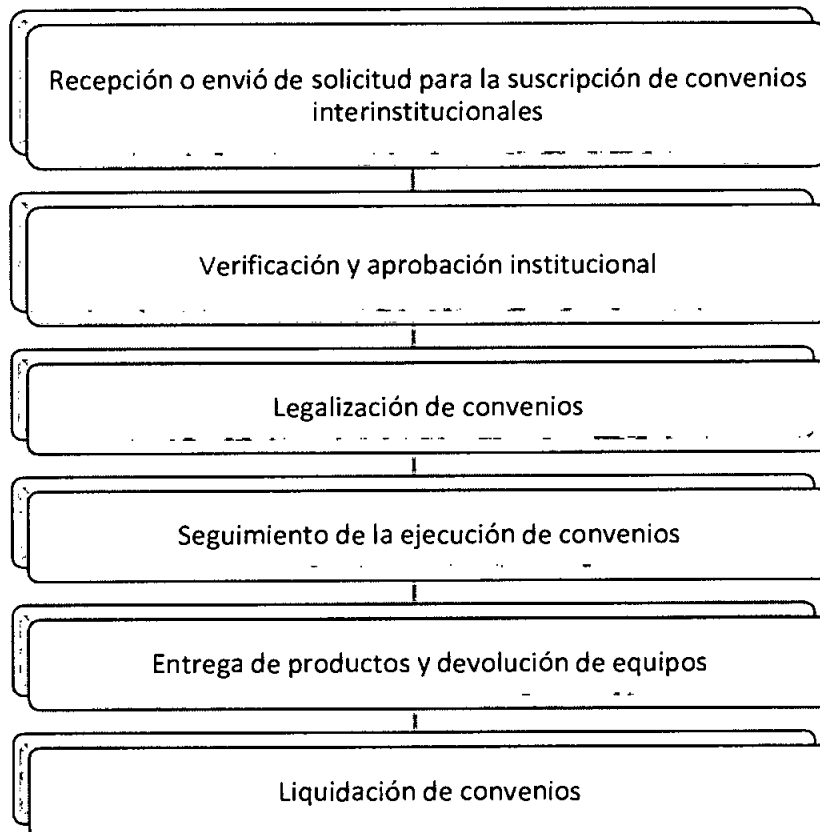 Recepción o envió de solicitud para la suscripción de convenios
interinstitucionales
Verificación y aprobación institucional
Legalización de convenios
Seguimiento de la ejecución de convenios
Entrega de productos y devolución de equipos
Liquidación de convenios